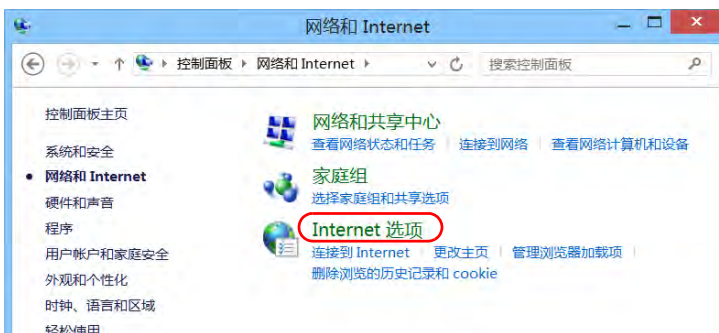 网络和 Internet
控制面板 网络和 Internet 搜索控制面板
控制面板主页
系统和安全
网络和 Internet
硬件和声音
程序
用户帐户和家庭安全
外观和个性化
时钟、语言和区域
轻松使用
网络和共享中心
查看网络状态和任务 连接到网络 查看网络计算机和设备
家庭组
选择家庭组和共享选项
Internet 选项
连接到 Internet 更改主页 管理浏览器加载项
删除浏览的历史记录和 cookie